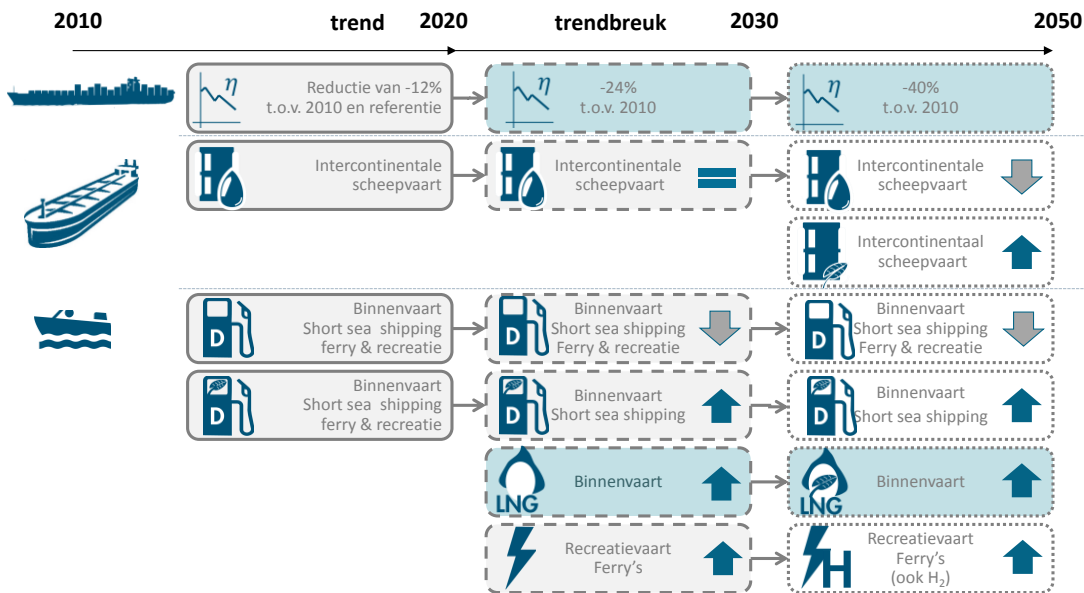 2010 trend 2020 trendbreuk 2030 2050
η
Reductie van -12%
t.o.v. 2010 en referentie
η
-24%
t.o.v. 2010
η
-40%
t.o.v. 2010
Intercontinentale
scheepvaart
Intercontinentale
scheepvaart
Intercontinentale
scheepvaart
Intercontinentaal
scheepvaart
D
Binnenvaart
Short sea shipping
ferry & recreatie
D
Binnenvaart
Short sea shipping
Ferry & recreatie
D
Binnenvaart
Short sea shipping
Ferry & recreatie
D
Binnenvaart
Short sea shipping
ferry & recreatie
D
Binnenvaart
Short sea shipping
D
Binnenvaart
Short sea shipping
LNG
Binnenvaart
LNG
Binnenvaart
Recreatievaart
Ferry's
H
Recreatievaart
Ferry's
(ook H₂)